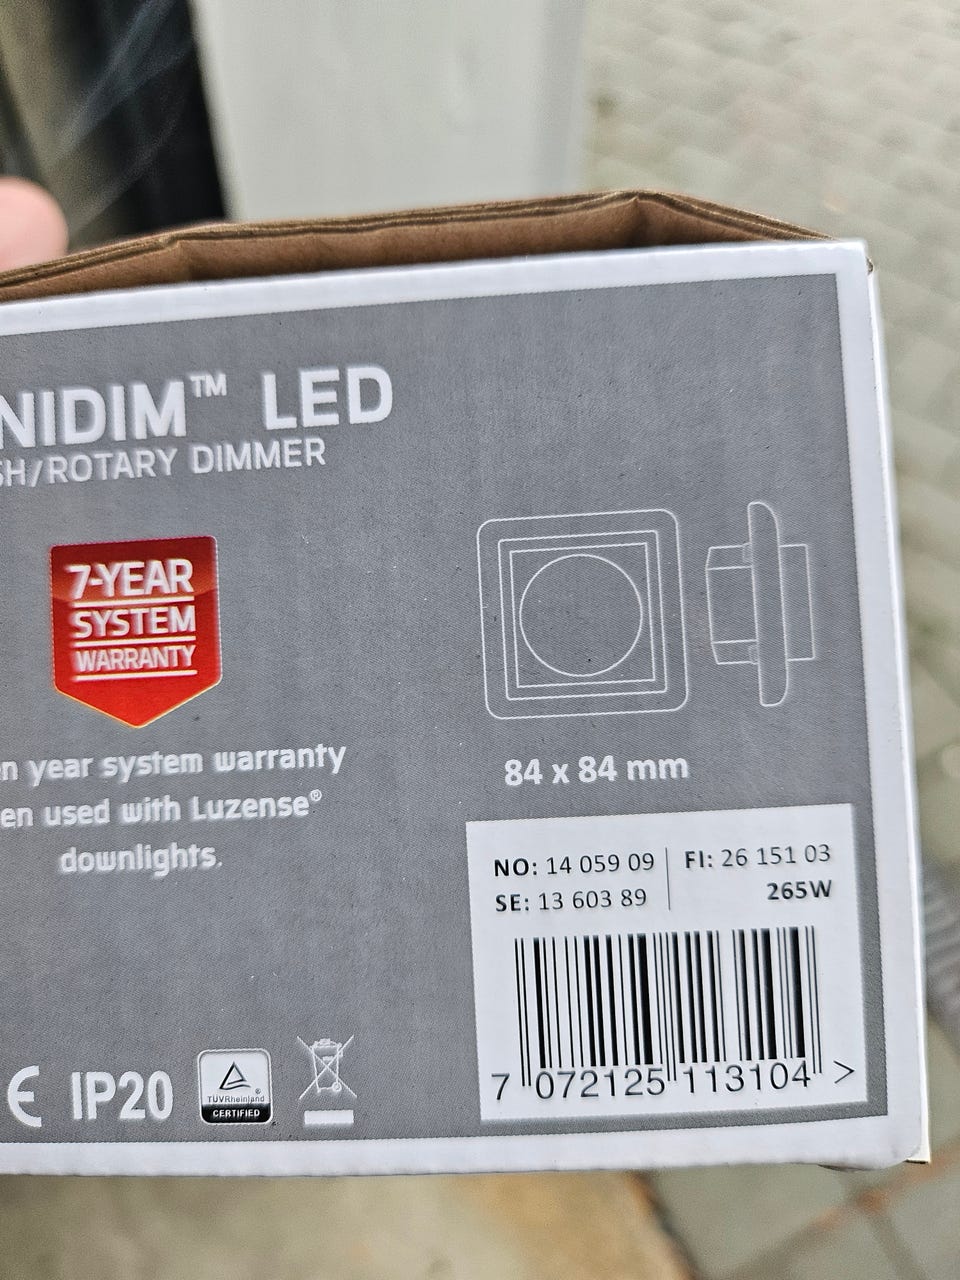 NIDIM™ LED
SH/ROTARY DIMMER
7-YEAR
SYSTEM
WARRANTY
n year system warranty
en used with Luzense®
downlights.
84 x 84 mm
NO: 14 059 09 FI: 26 151 03
SE: 13 603 89 265W
7 072125 113104 >
CE IP20
TÜVRheinland®
CERTIFIED